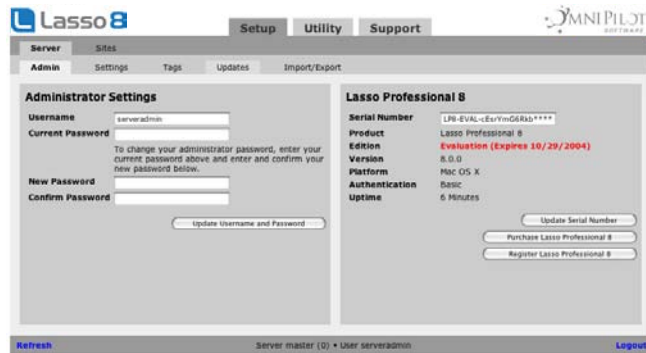 Lasso 8
Setup Utility Support
OMNIPILOT
SOFTWARE
Server Sites
Admin Settings Tags Updates Import/Export
Administrator Settings
Username serveradmin
Current Password
To change your administrator password, enter your
current password above and enter and confirm your
new password below.
New Password
Confirm Password
Update Username and Password
Lasso Professional 8
Serial Number LP8-EVAL-cEsrYmG6Rkb****
Product Lasso Professional 8
Edition Evaluation (Expires 10/29/2004)
Version 8.0.0
Platform Mac OS X
Authentication Basic
Uptime 6 Minutes
Update Serial Number
Purchase Lasso Professional 8
Register Lasso Professional 8
Refresh Server master (0) • User serveradmin Logout